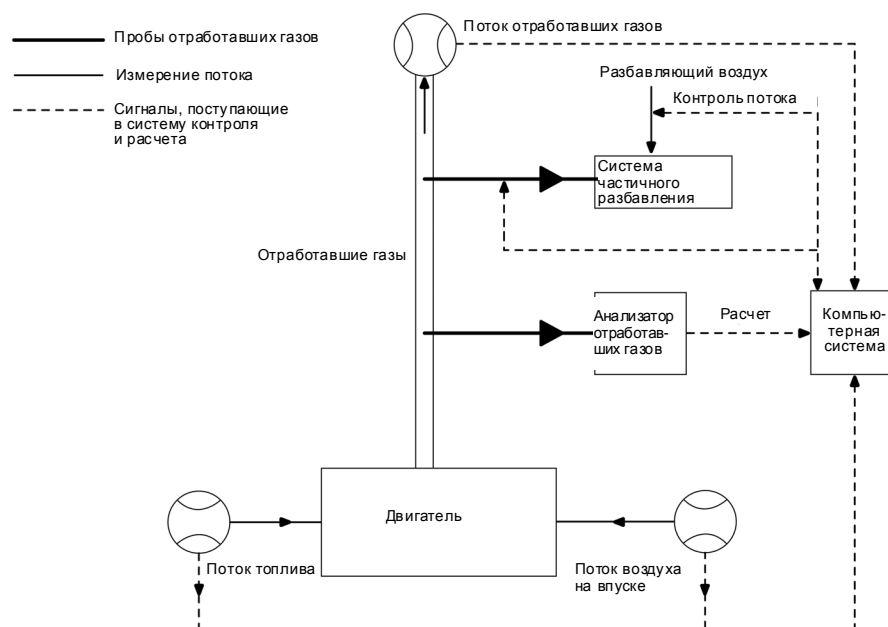 Поток отработавших газов
Пробы отработавших газов
Измерение потока
Сигналы, поступающие
в систему контроля
и расчета
Разбавляющий воздух
Контроль потока
Система
частичного
разбавления
Отработавшие газы
Анализатор
отработав-
ших газов
Расчет
Компью-
терная
система
Двигатель
Поток топлива
Поток воздуха
на впуске